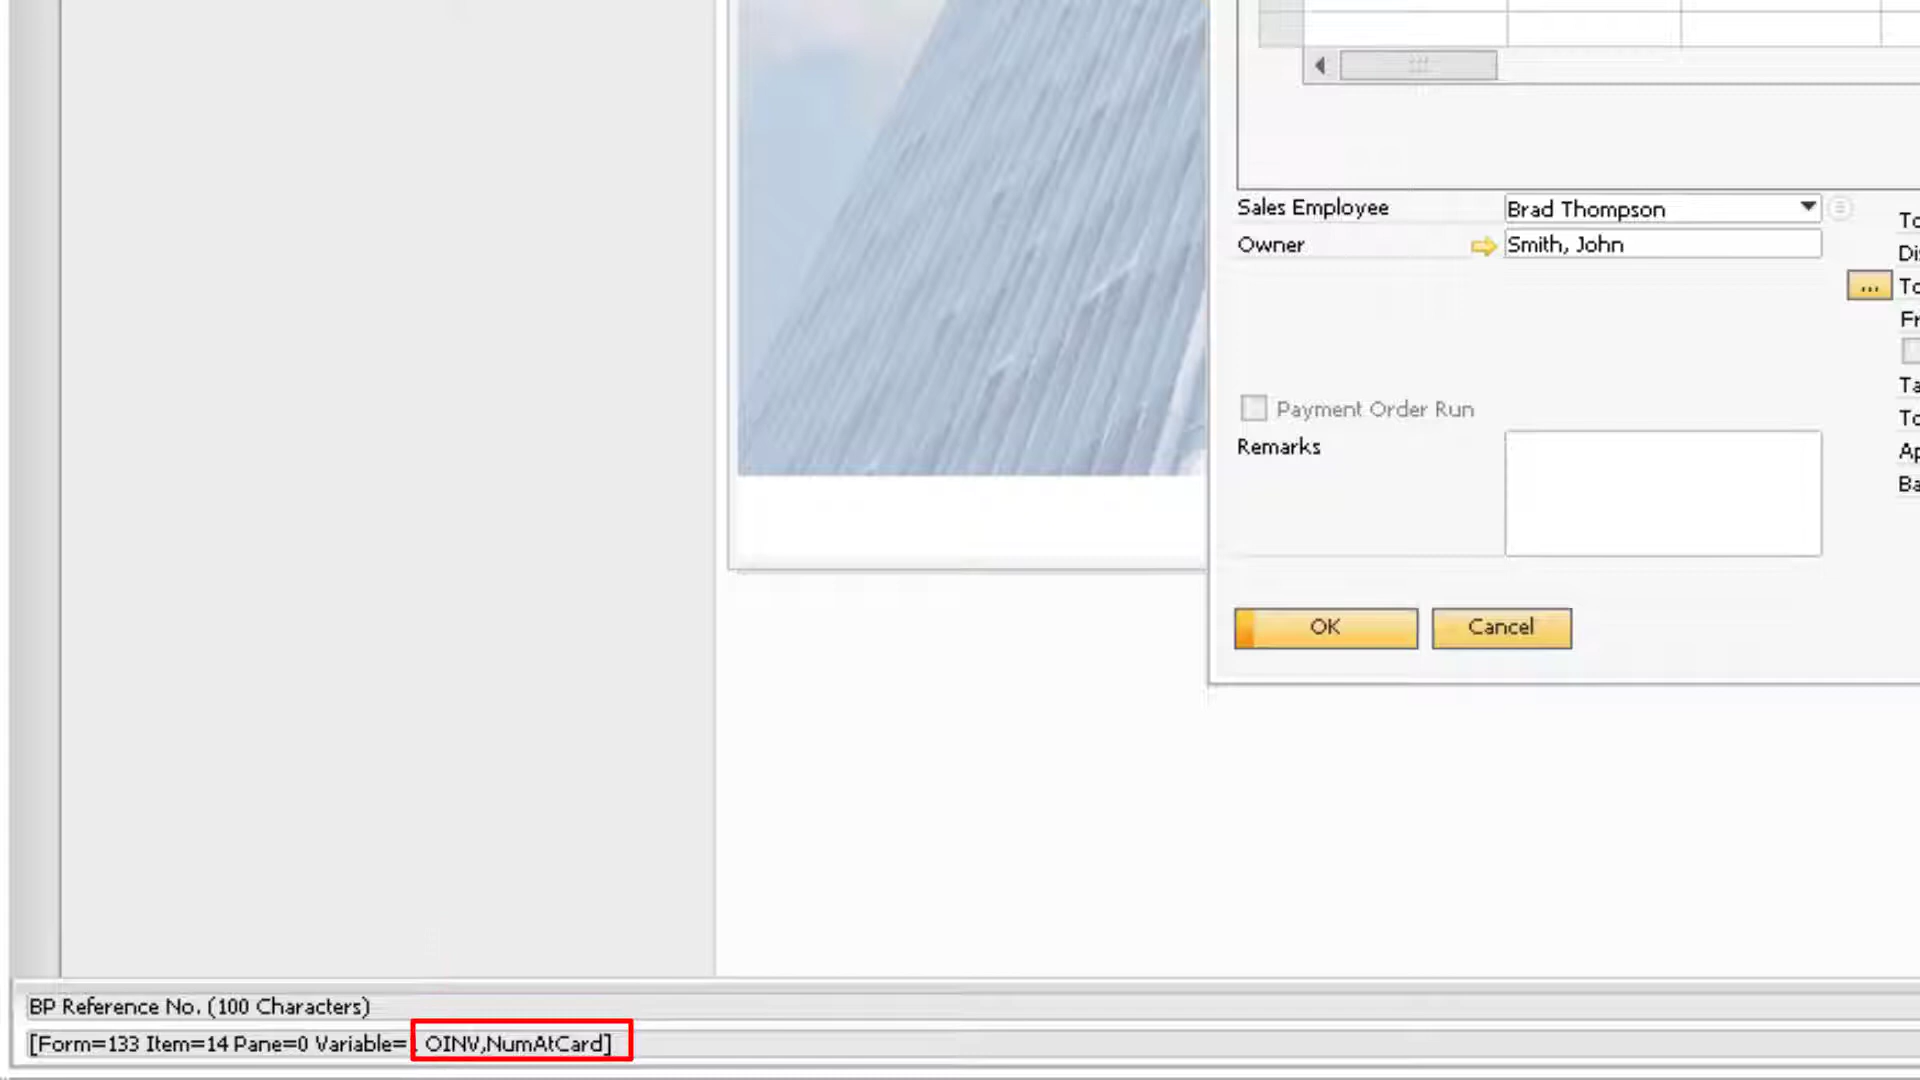 Sales Employee
Brad Thompson
Owner
Smith, John
...
Payment Order Run
Remarks
OK
Cancel
BP Reference No. (100 Characters)
[Form=133 Item=14 Pane=0 Variable= OINV,NumAtCard]